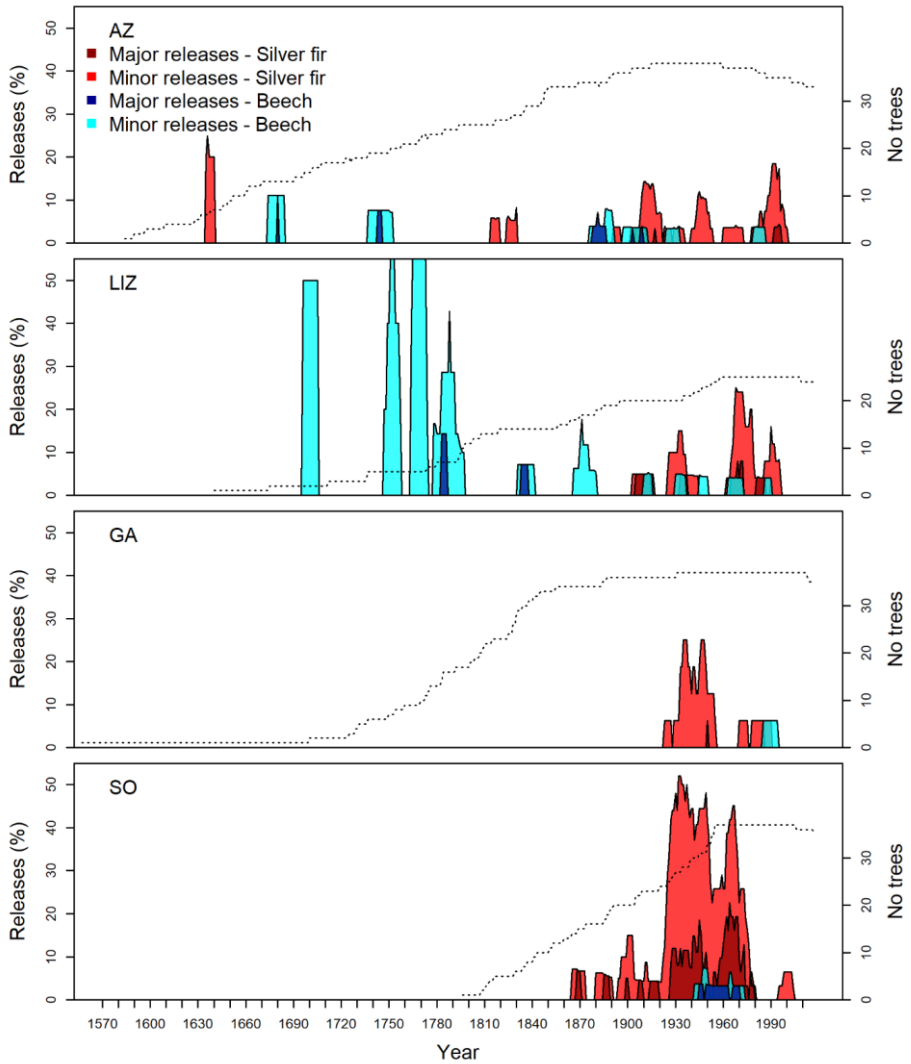 AZ
Major releases - Silver fir
Minor releases - Silver fir
Major releases - Beech
Minor releases - Beech
Releases (%)
0 10 20 30 40 50
No trees
0 10 20 30
LIZ
Releases (%)
0 10 20 30 40 50
No trees
0 10 20
GA
Releases (%)
0 10 20 30 40 50
No trees
0 10 20 30
SO
Releases (%)
0 10 20 30 40 50
No trees
0 10 20 30
1570 1600 1630 1660 1690 1720 1750 1780 1810 1840 1870 1900 1930 1960 1990
Year